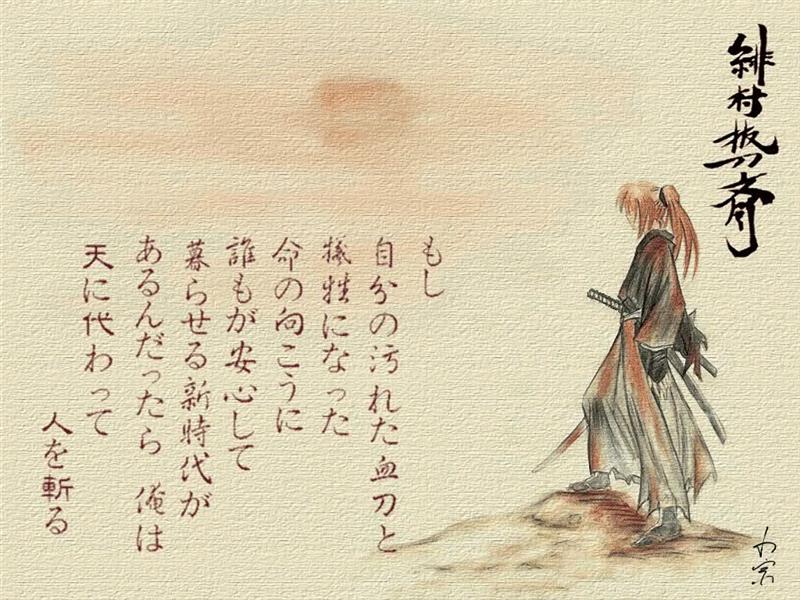 緋村抜刀斎
もし
自分の汚れた血刀と
犠牲になった
命の向こうに
誰もが安心して
暮らせる新時代が
あるんだったら 俺は
天に代わって
人を斬る